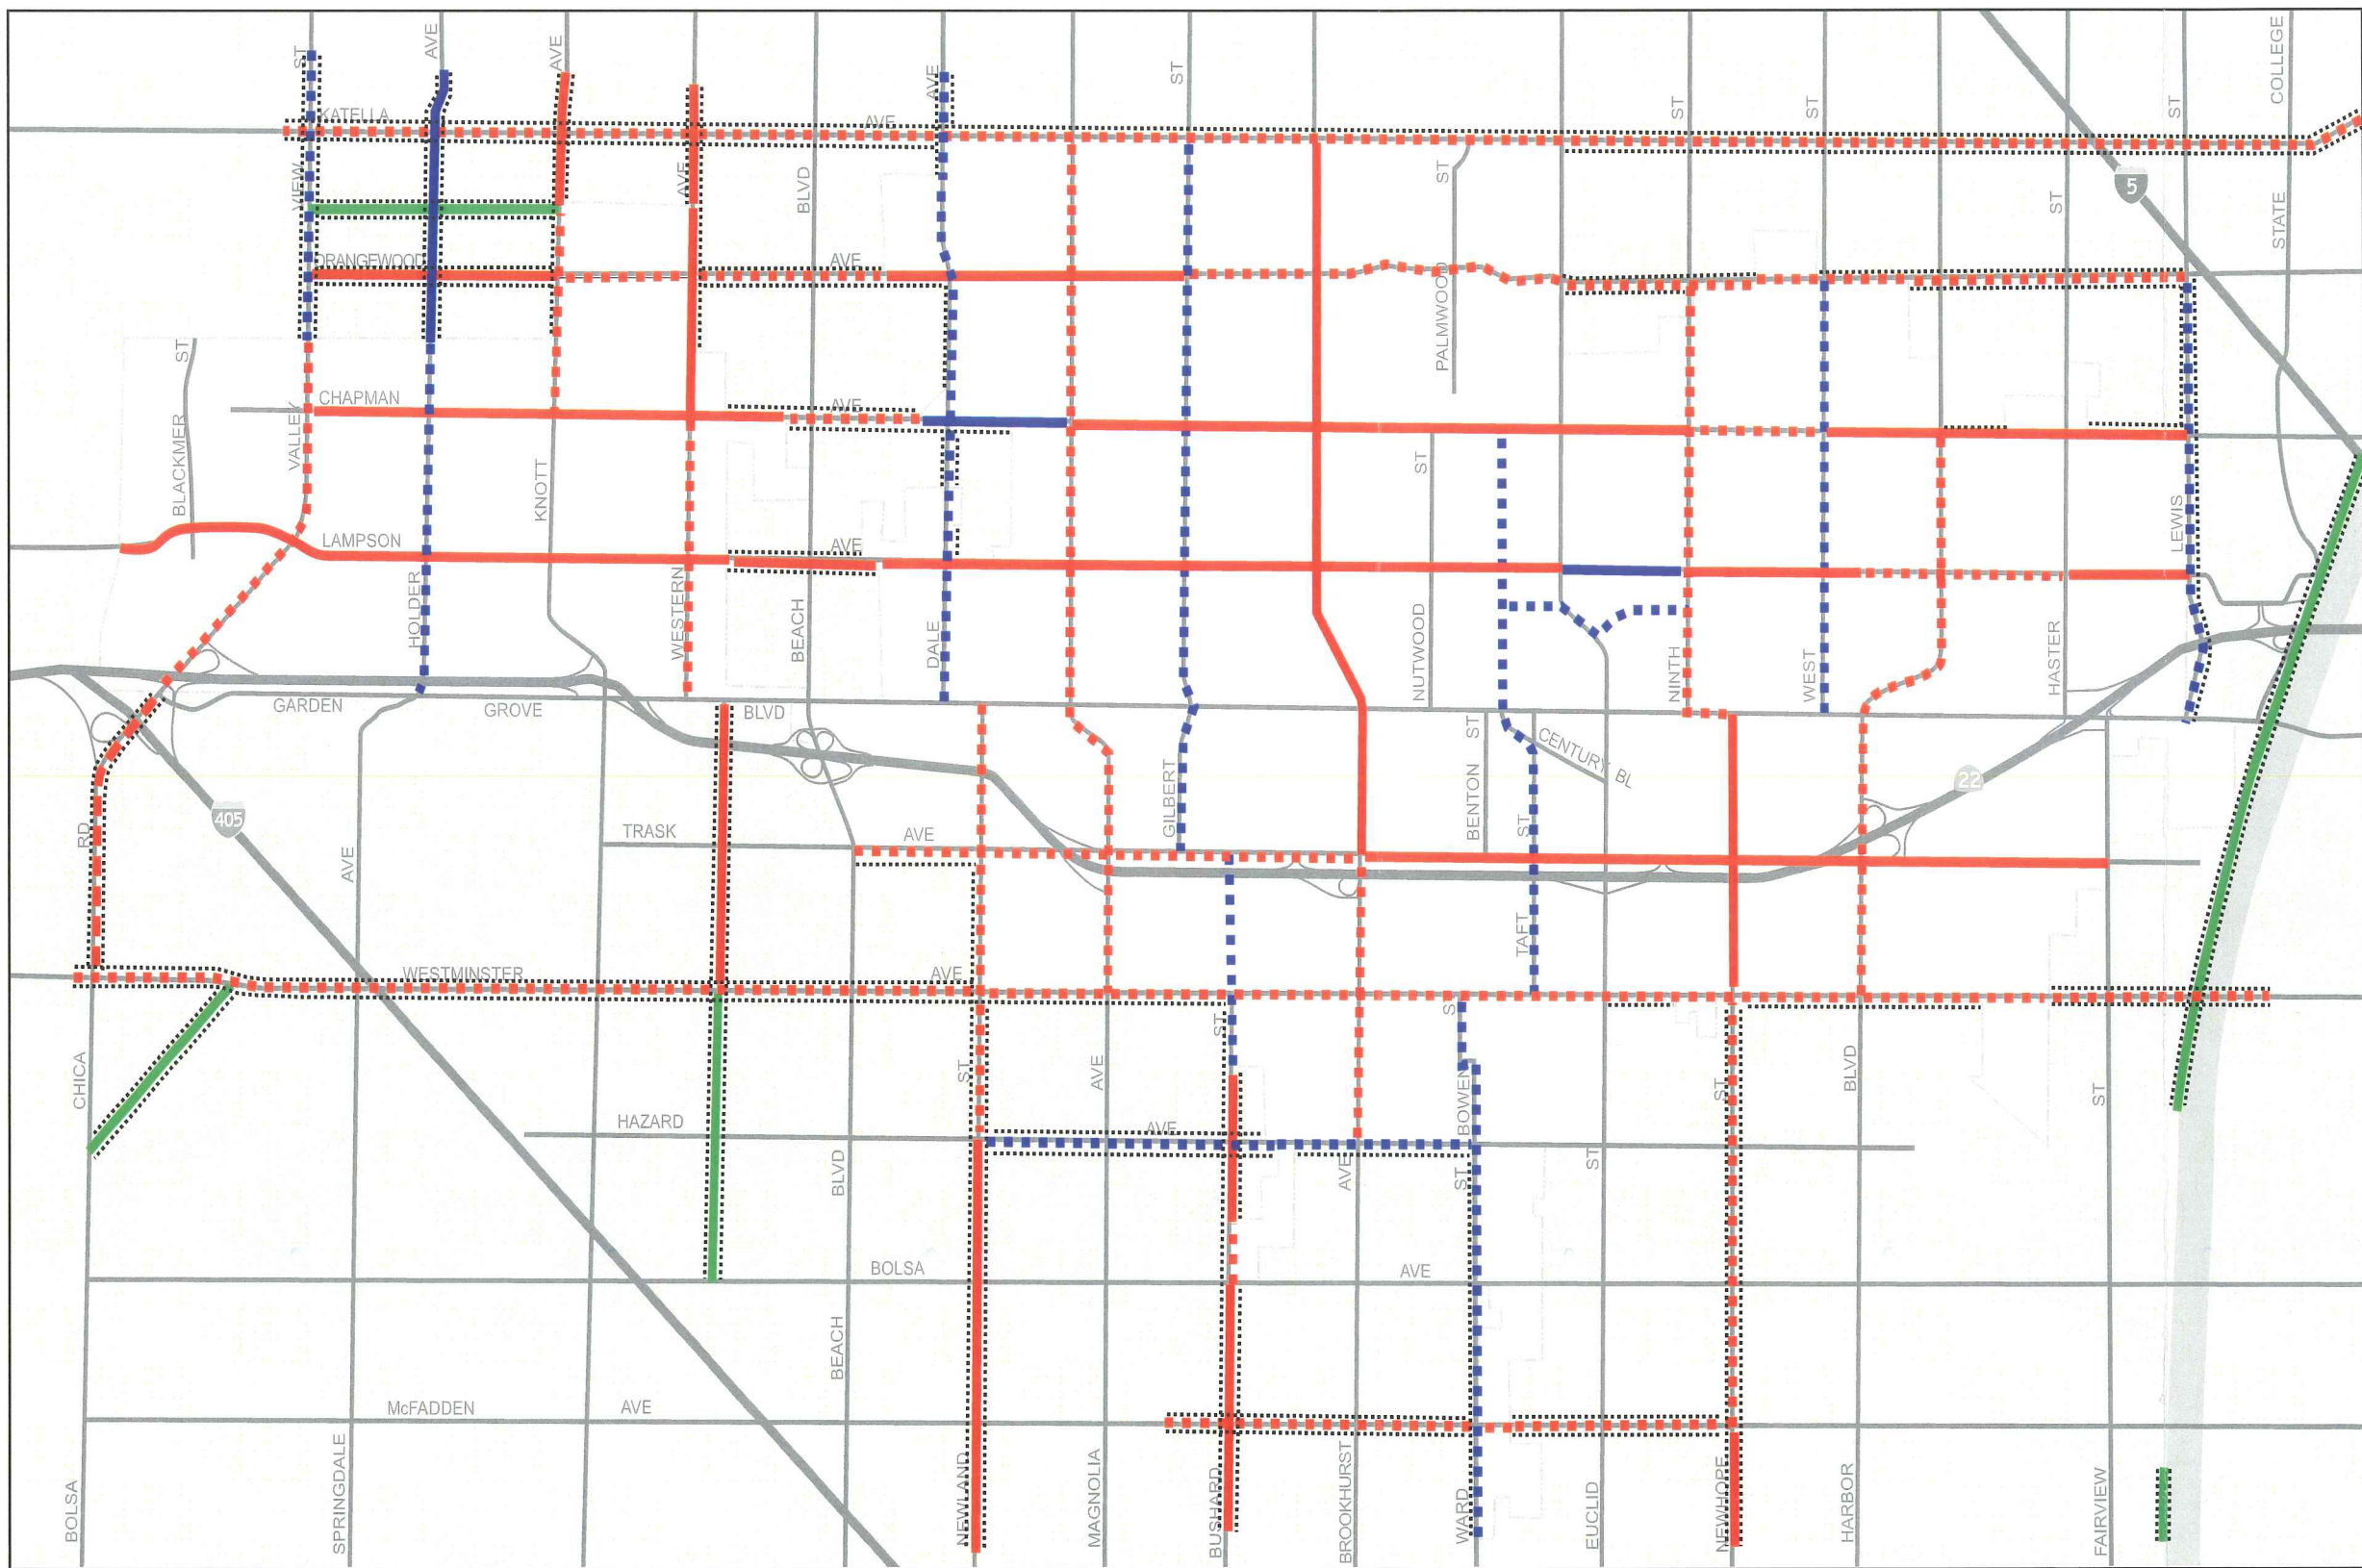 ST
AVE
AVE
AVE
ST
ST
ST
ST
COLLEGE
KATELLA
AVE
VIEW
AVE
BLVD
ST
ST
5
STATE
ORANGEWOOD
AVE
PALMWOOD
ST
CHAPMAN
AVE
BLACKMER
VALLEY
KNOTT
ST
LEWIS
LAMPSON
AVE
HOLDER
WESTERN
BEACH
DALE
NUTWOOD
NINTH
WEST
HASTER
GARDEN
GROVE
BLVD
ST
CENTURY BL
GILBERT
BENTON
ST
22
405
RD
AVE
TRASK
AVE
TAFT
WESTMINSTER
AVE
ST
ST
CHICA
ST
AVE
BOWEN
ST
BLVD
ST
HAZARD
AVE
BLVD
AVE
ST
ST
BOLSA
AVE
BEACH
McFADDEN
AVE
BOLSA
SPRINGDALE
NEWLAND
MAGNOLIA
BUSHARD
BROOKHURST
WARD
EUCLID
NEWHOPE
HARBOR
FAIRVIEW